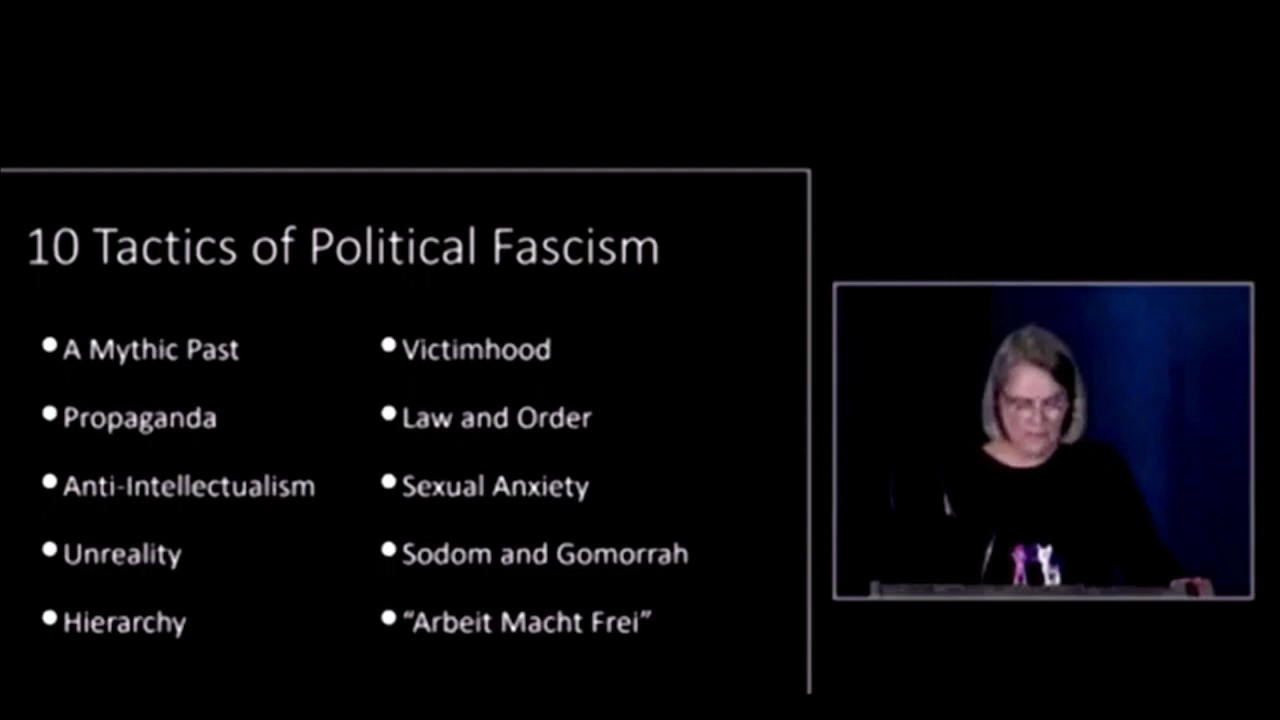 10 Tactics of Political Fascism
• A Mythic Past
• Propaganda
• Anti-Intellectualism
• Unreality
• Hierarchy
• Victimhood
• Law and Order
• Sexual Anxiety
• Sodom and Gomorrah
• “Arbeit Macht Frei”